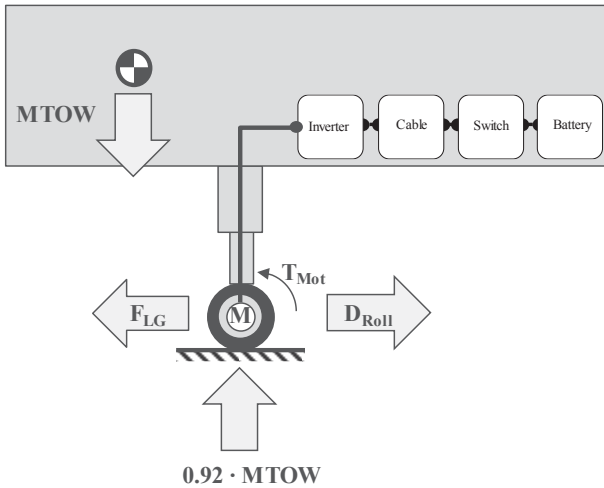 MTOW
Inverter
Cable
Switch
Battery
T_Mot
F_LG
M
D_Roll
0.92 · MTOW